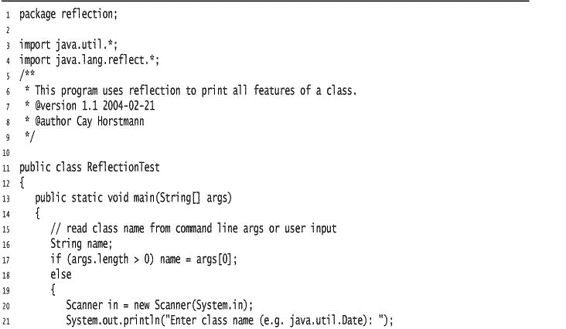 1 package reflection;
2
3 import java.util.*;
4 import java.lang.reflect.*;
5 /**
6  * This program uses reflection to print all features of a class.
7  * @version 1.1 2004-02-21
8  * @author Cay Horstmann
9  */
10
11 public class ReflectionTest
12 {
13    public static void main(String[] args)
14    {
15       // read class name from command line args or user input
16       String name;
17       if (args.length > 0) name = args[0];
18       else
19       {
20          Scanner in = new Scanner(System.in);
21          System.out.println("Enter class name (e.g. java.util.Date): ");